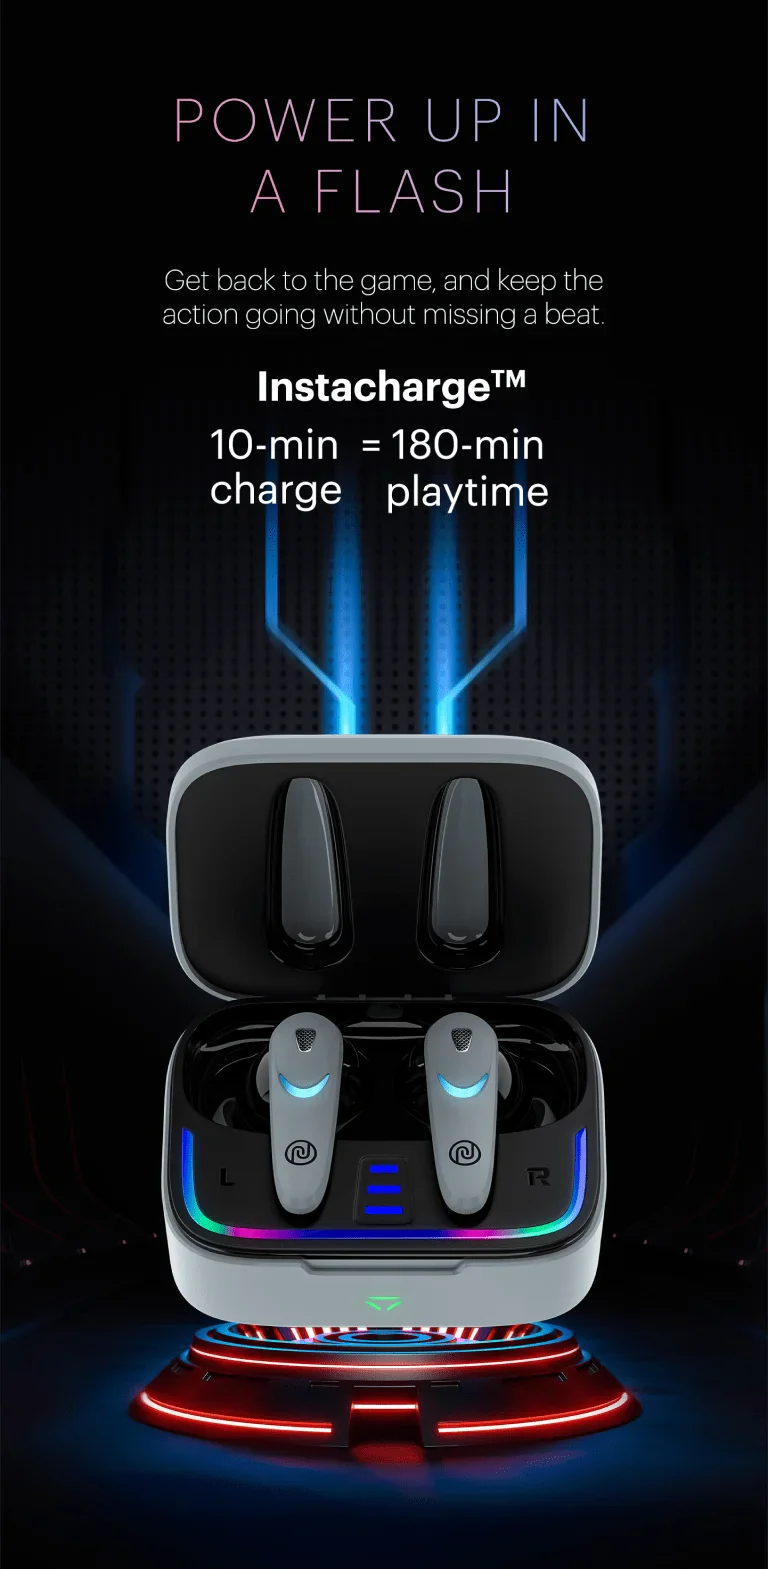 POWER UP IN
A FLASH
Get back to the game, and keep the
action going without missing a beat.
Instacharge™
10-min = 180-min
charge playtime
L R